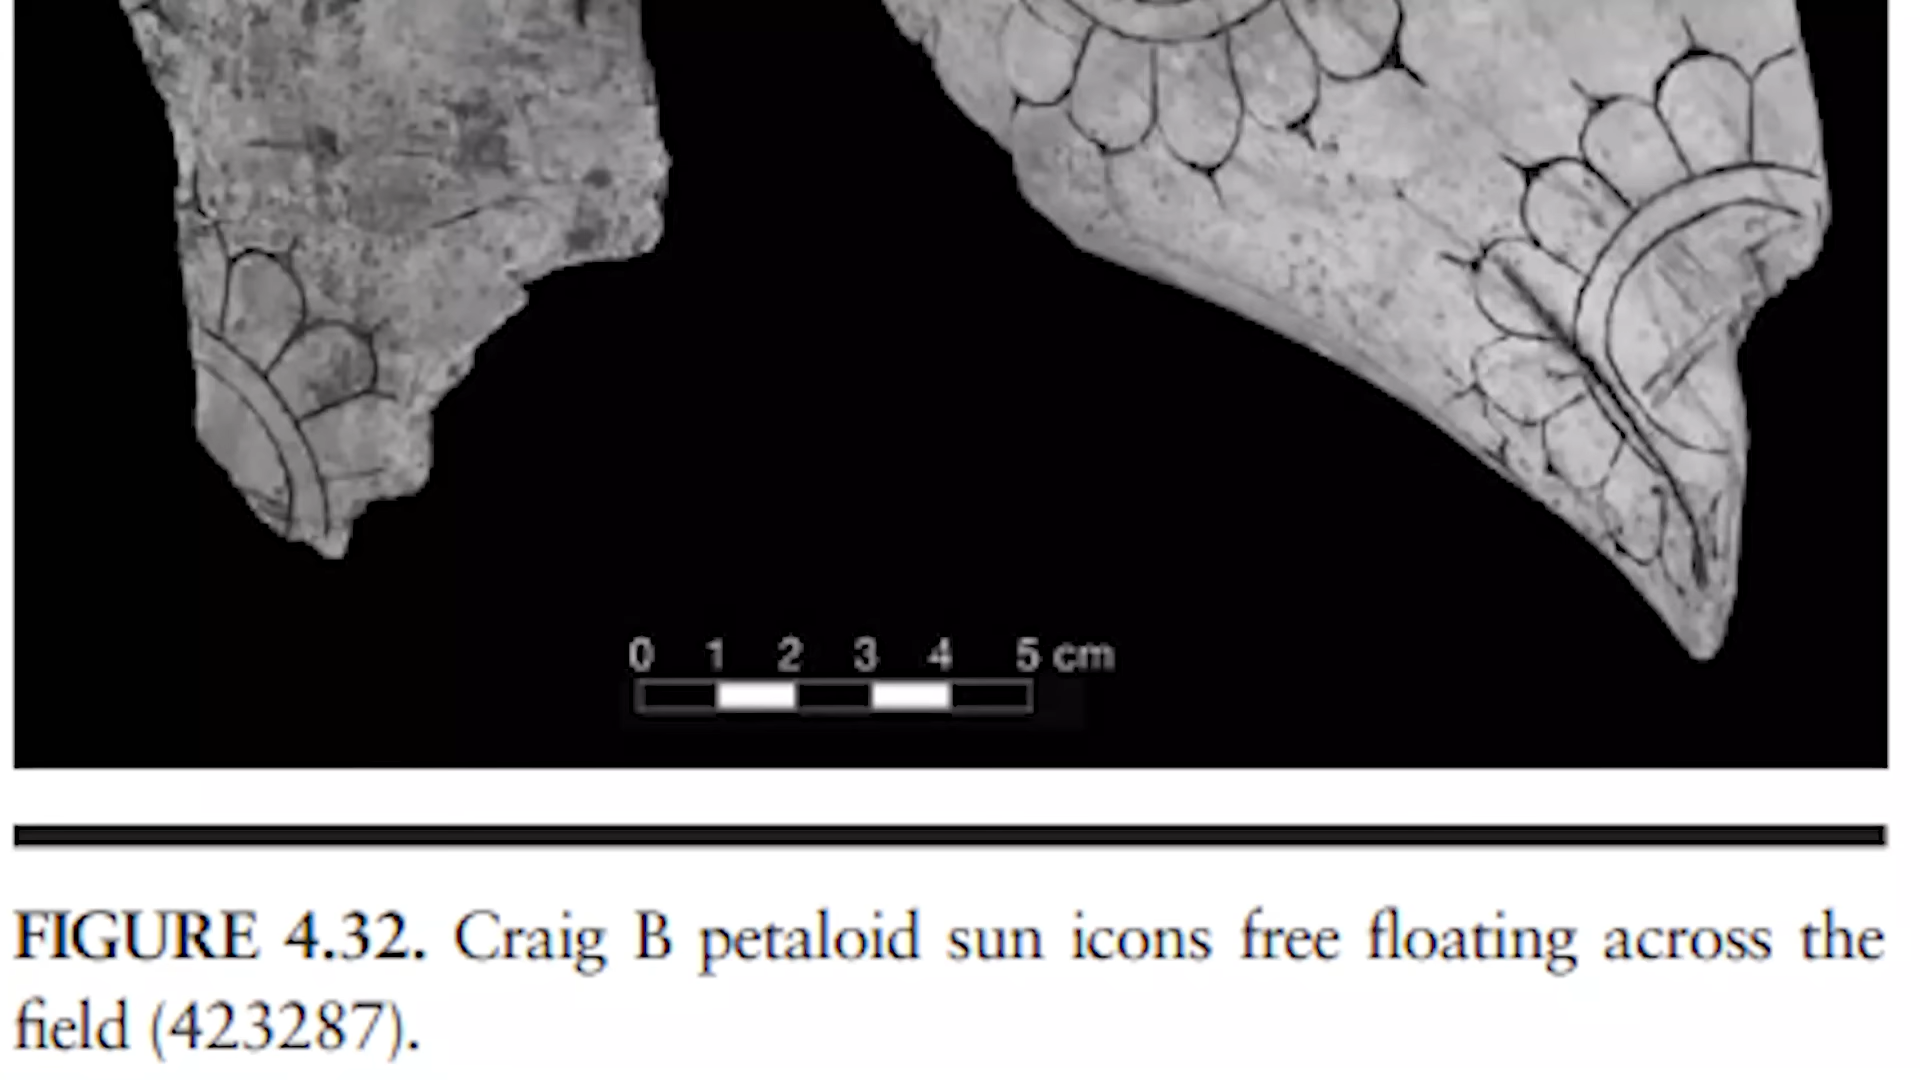 0 1 2 3 4 5 cm
FIGURE 4.32. Craig B petaloid sun icons free floating across the
field (423287).